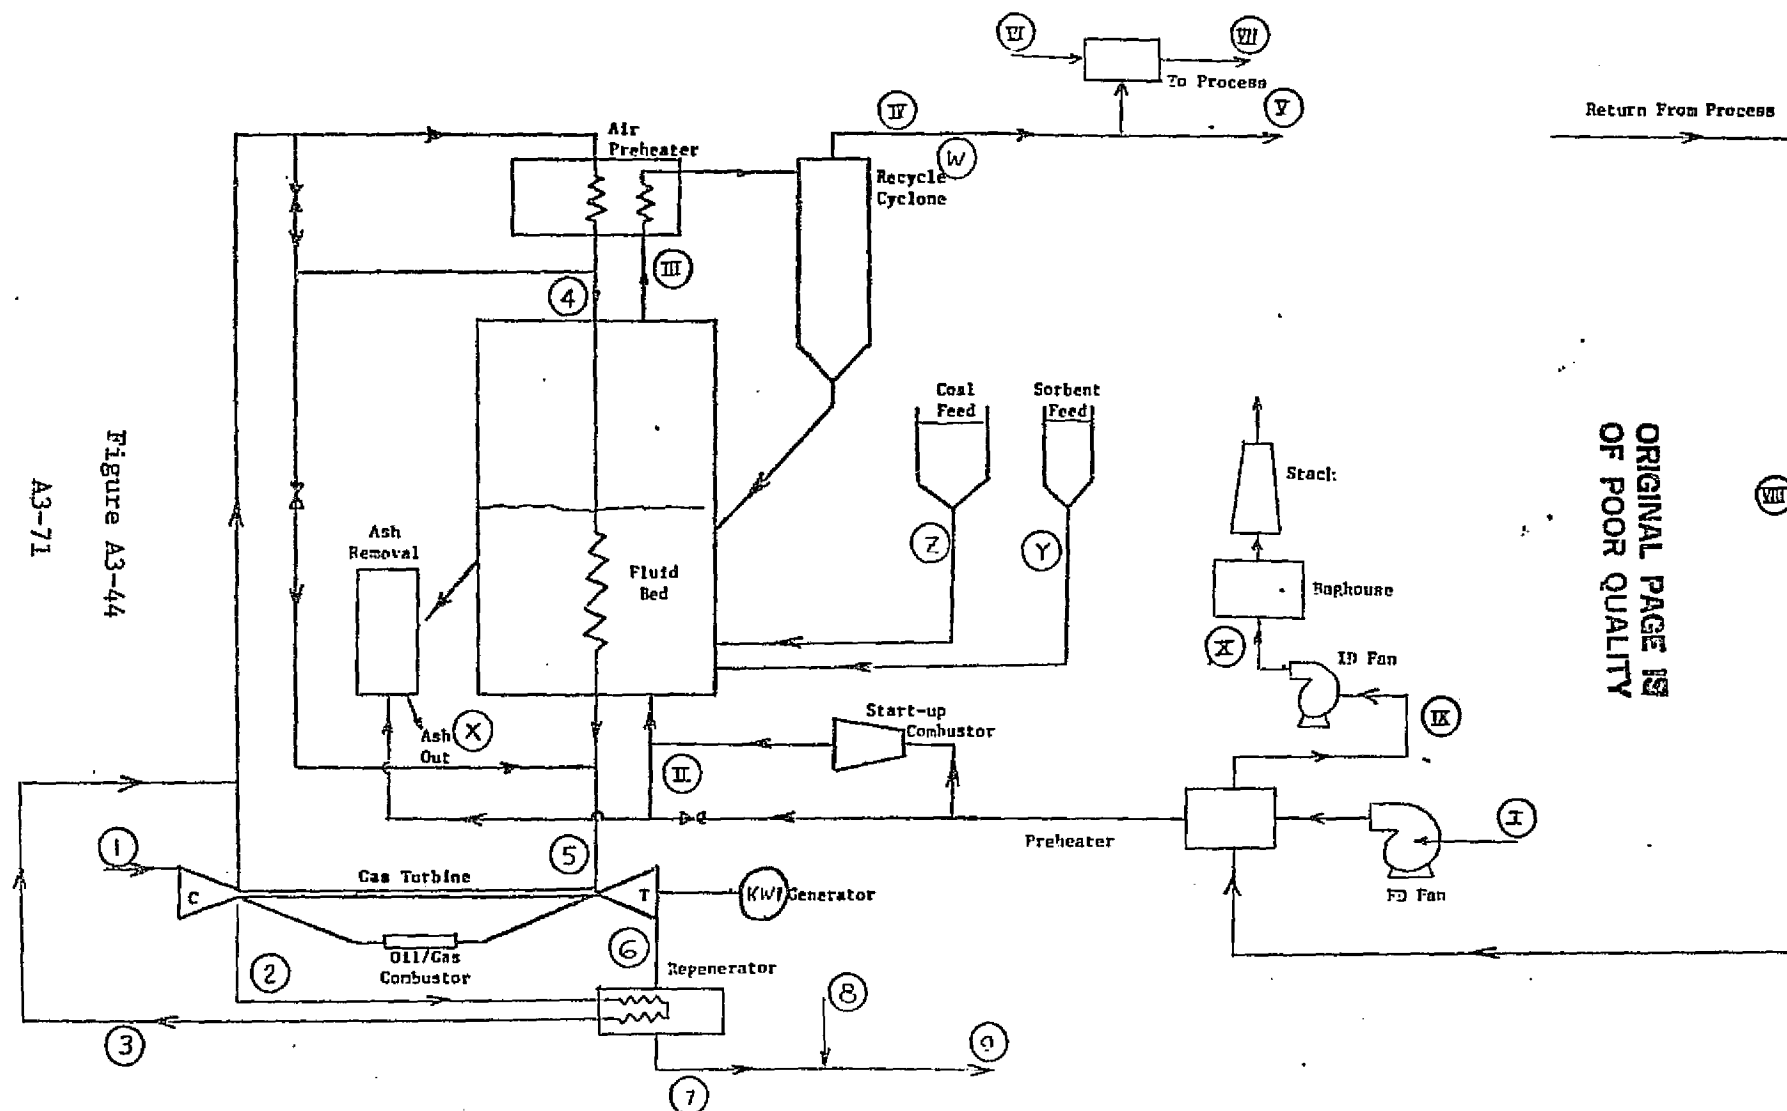 VI
VII
To Process
IV
W
V
Return From Process
Air
Preheater
Recycle
Cyclone
III
4
Coal
Feed
Sorbent
Feed
ORIGINAL PAGE IS
OF POOR QUALITY
VIII
Figure A3-44
A3-71
Stack
Z
Y
Ash
Removal
Fluid
Bed
Baghouse
X
ID Fan
IX
Start-up
Combustor
X
Ash
Out
II
I
Preheater
FD Fan
1
5
Gas Turbine
C
T
KW
Generator
6
Oil/Gas
Combustor
2
Regenerator
8
3
9
7